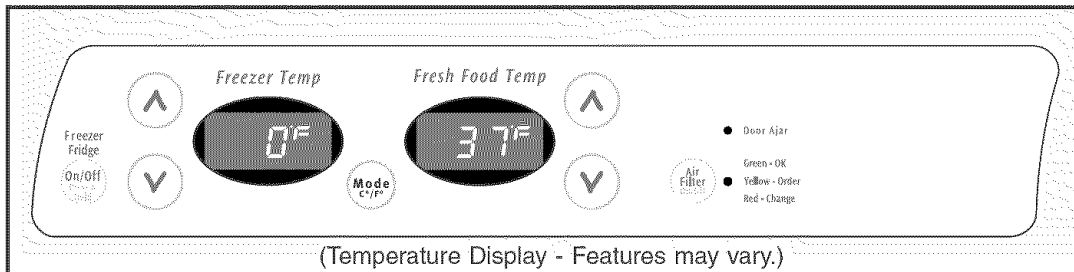 Freezer Temp
Fresh Food Temp
Freezer
Fridge
On/Off
0°F
37°F
Mode
C°/F°
Door Ajar
Air
Filter
Green - OK
Yellow - Order
Red - Change
(Temperature Display - Features may vary.)